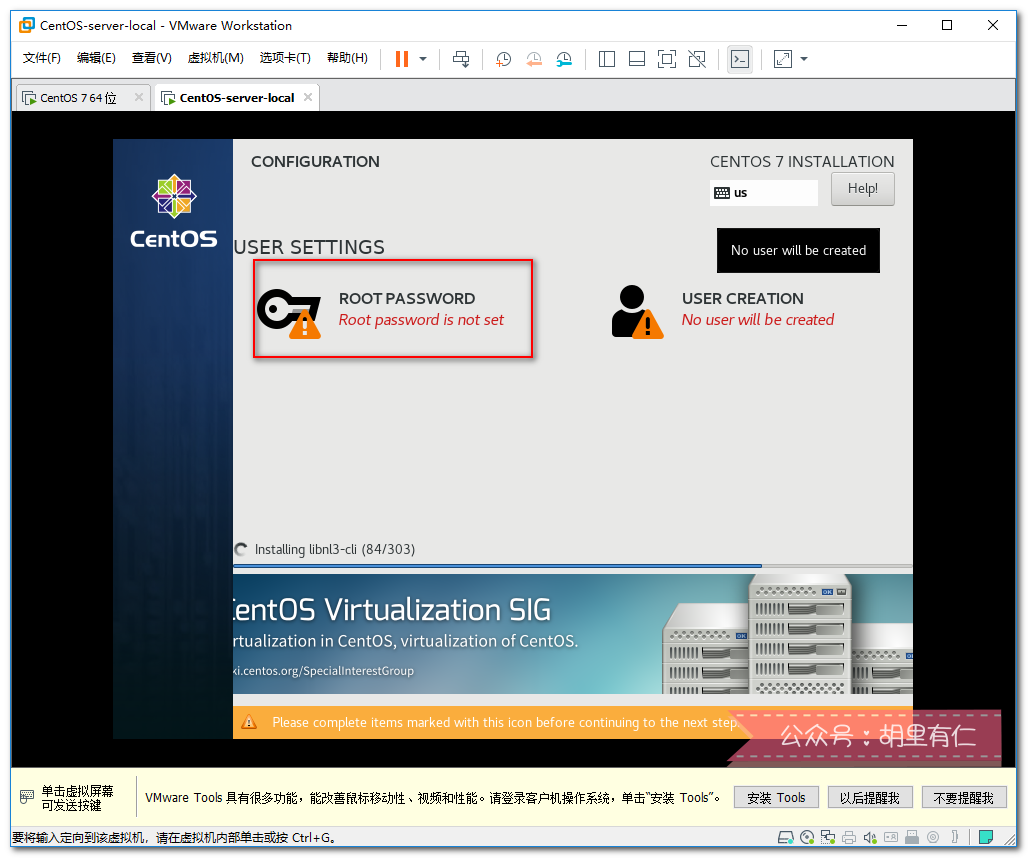 CentOS-server-local - VMware Workstation
文件(F) 编辑(E) 查看(V) 虚拟机(M) 选项卡(T) 帮助(H)
CentOS 7 64 位 CentOS-server-local
CONFIGURATION
CENTOS 7 INSTALLATION
us
Help!
CentOS
USER SETTINGS
No user will be created
ROOT PASSWORD
Root password is not set
USER CREATION
No user will be created
Installing libnl3-cli (84/303)
CentOS Virtualization SIG
rtualization in CentOS, virtualization of CentOS.
ki.centos.org/SpecialInterestGroup
Please complete items marked with this icon before continuing to the next step.
公众号：胡里有仁
单击虚拟屏幕
可发送按键
VMware Tools 具有很多功能，能改善鼠标移动性、视频和性能。请登录客户机操作系统，单击“安装 Tools”。
安装 Tools
以后提醒我
不要提醒我
要将输入定向到该虚拟机，请在虚拟机内部单击或按 Ctrl+G。